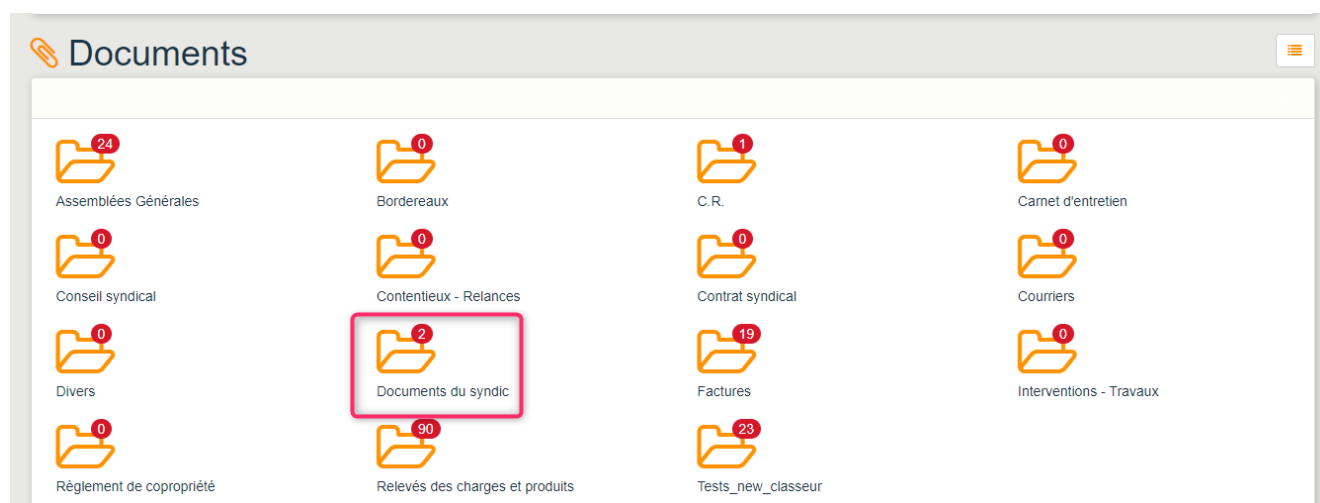 Documents
24 0 1 0
Assemblées Générales Bordereaux C.R. Carnet d'entretien
0 0 0 0
Conseil syndical Contentieux - Relances Contrat syndical Courriers
0 2 19 0
Divers Documents du syndic Factures Interventions - Travaux
0 90 23
Règlement de copropriété Relevés des charges et produits Tests_new_classeur